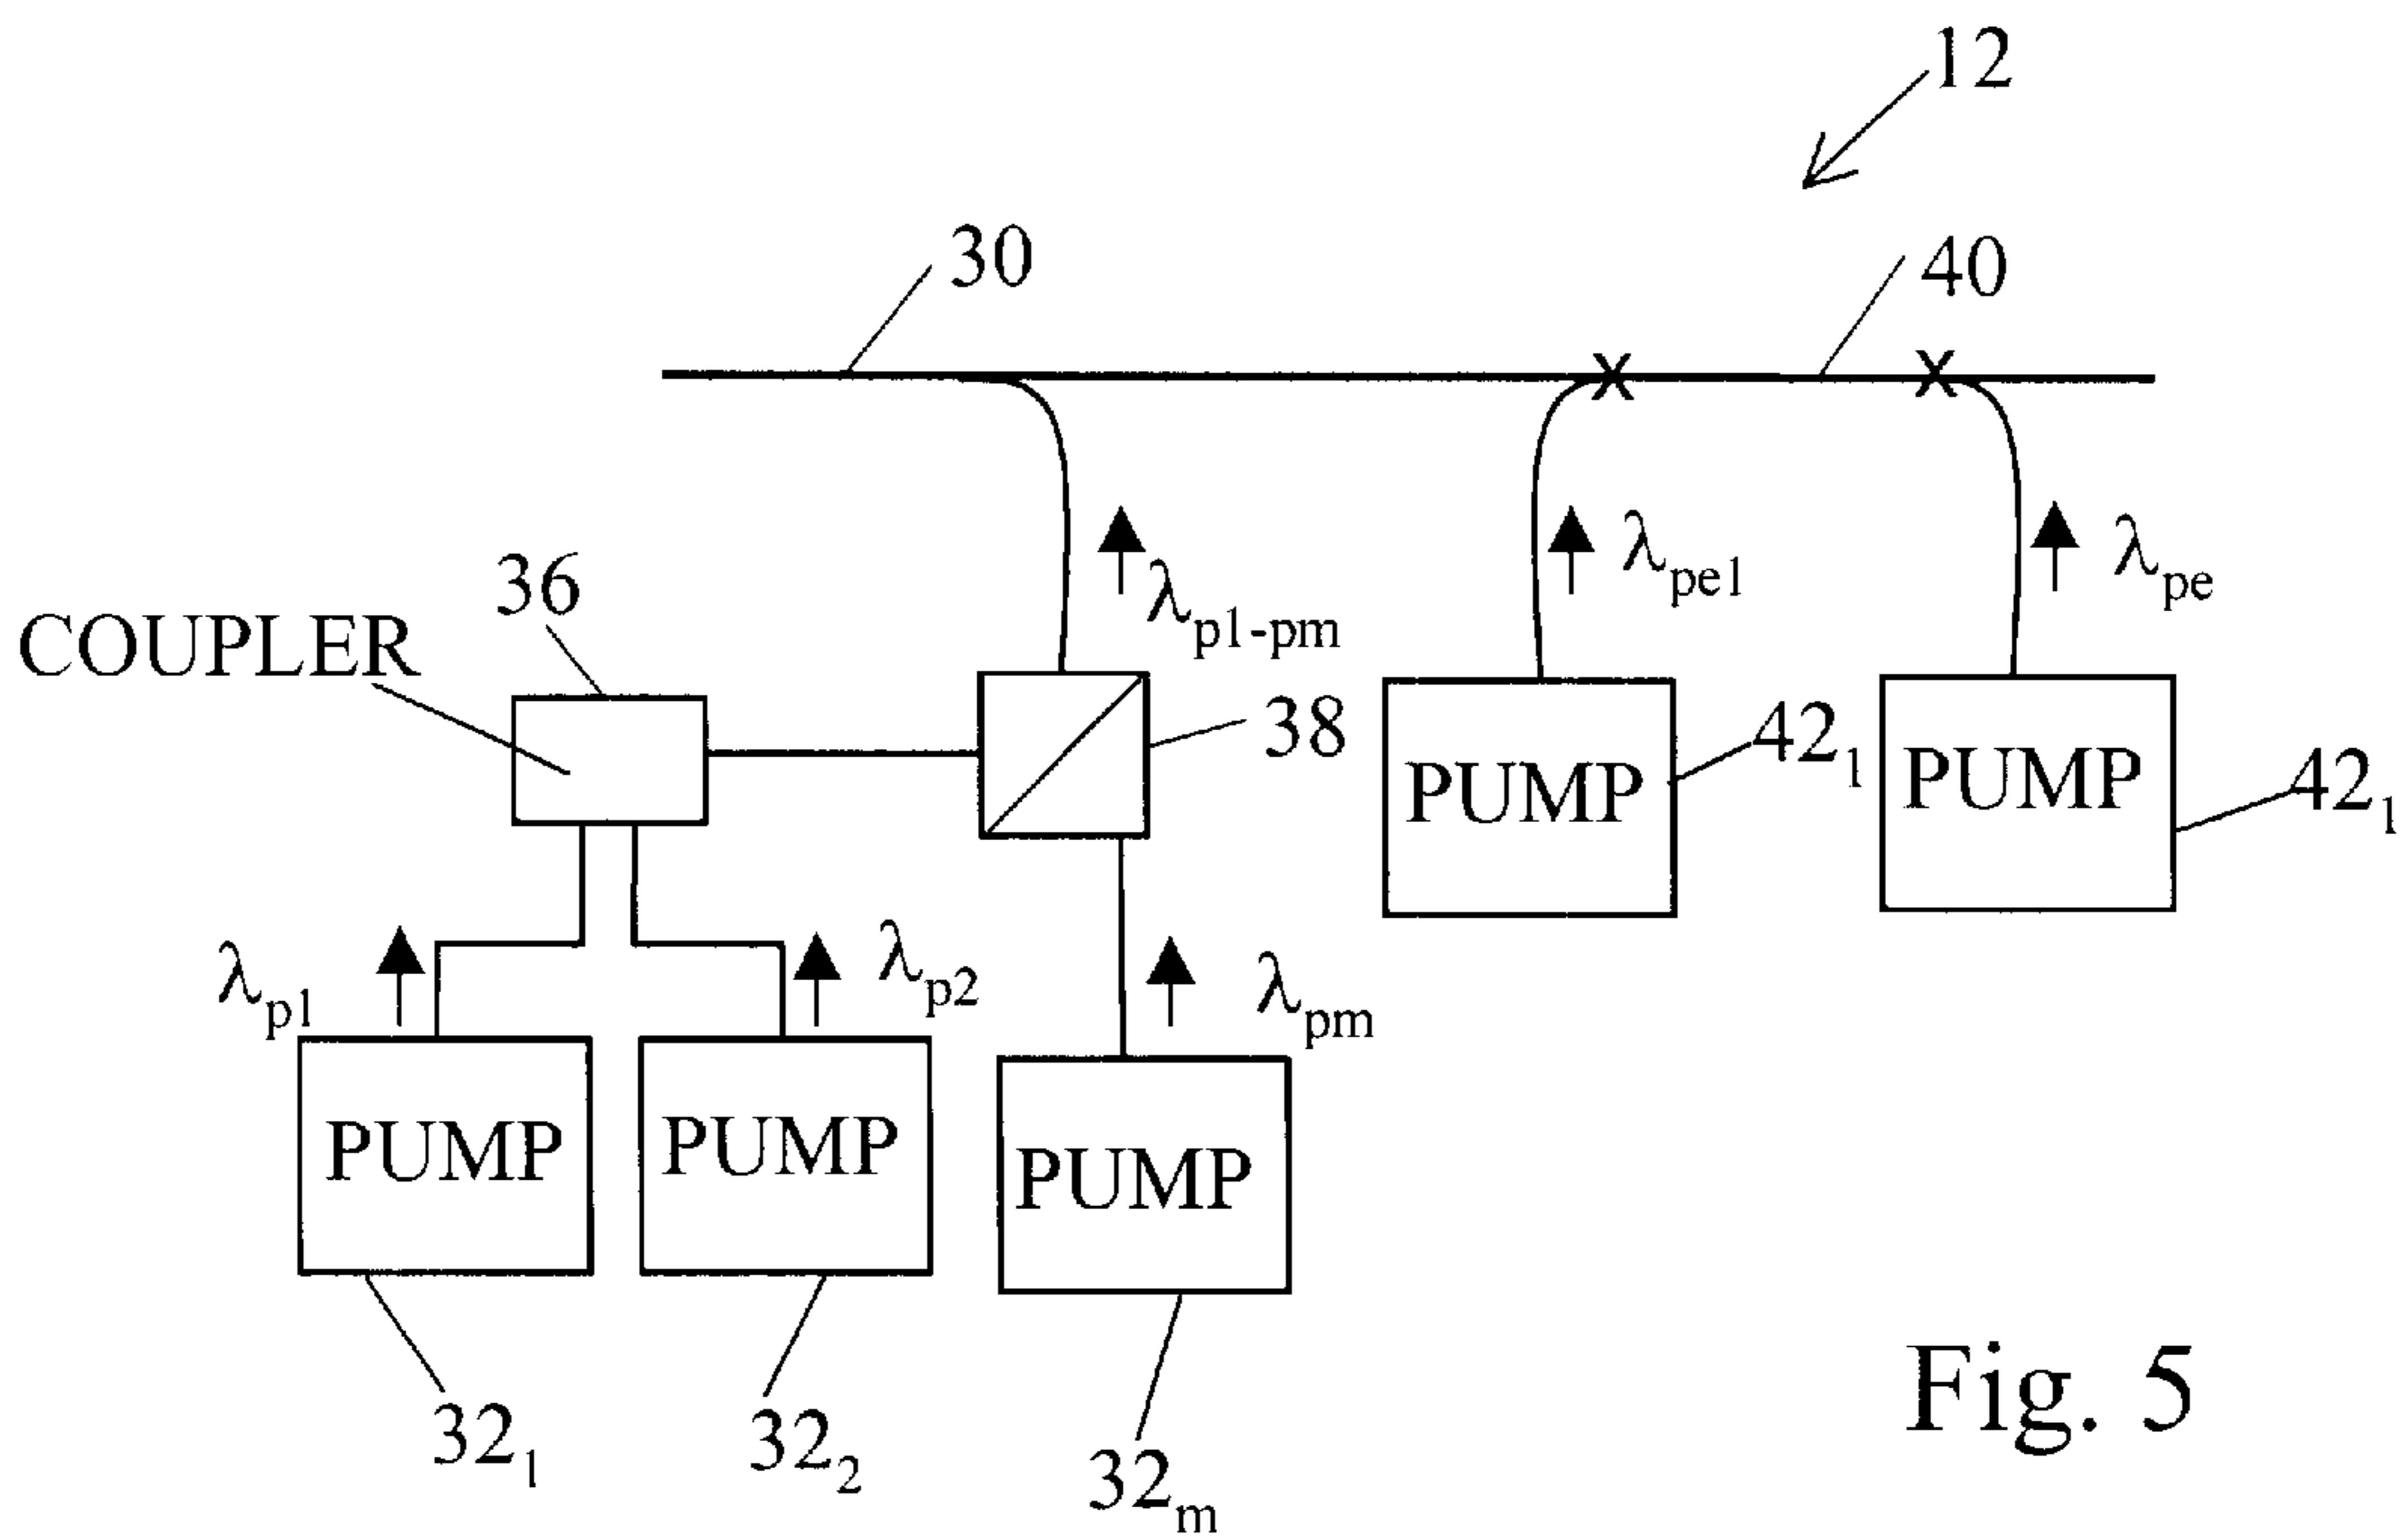 12
30
40
36
COUPLER
λp1-pm
λpe1
λpe
38
42₁
42₁
PUMP
PUMP
λp1
λp2
λpm
PUMP
PUMP
PUMP
32₁
32₂
32m
Fig. 5